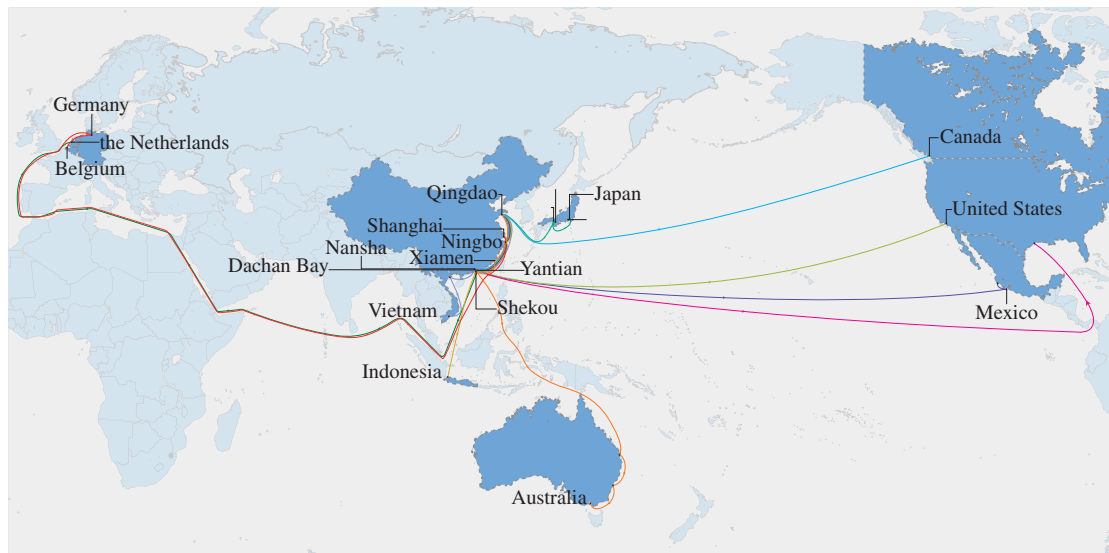 Germany
the Netherlands
Belgium
Canada
Qingdao
Japan
United States
Shanghai
Ningbo
Nansha
Xiamen
Dachan Bay
Yantian
Vietnam
Shekou
Mexico
Indonesia
Australia